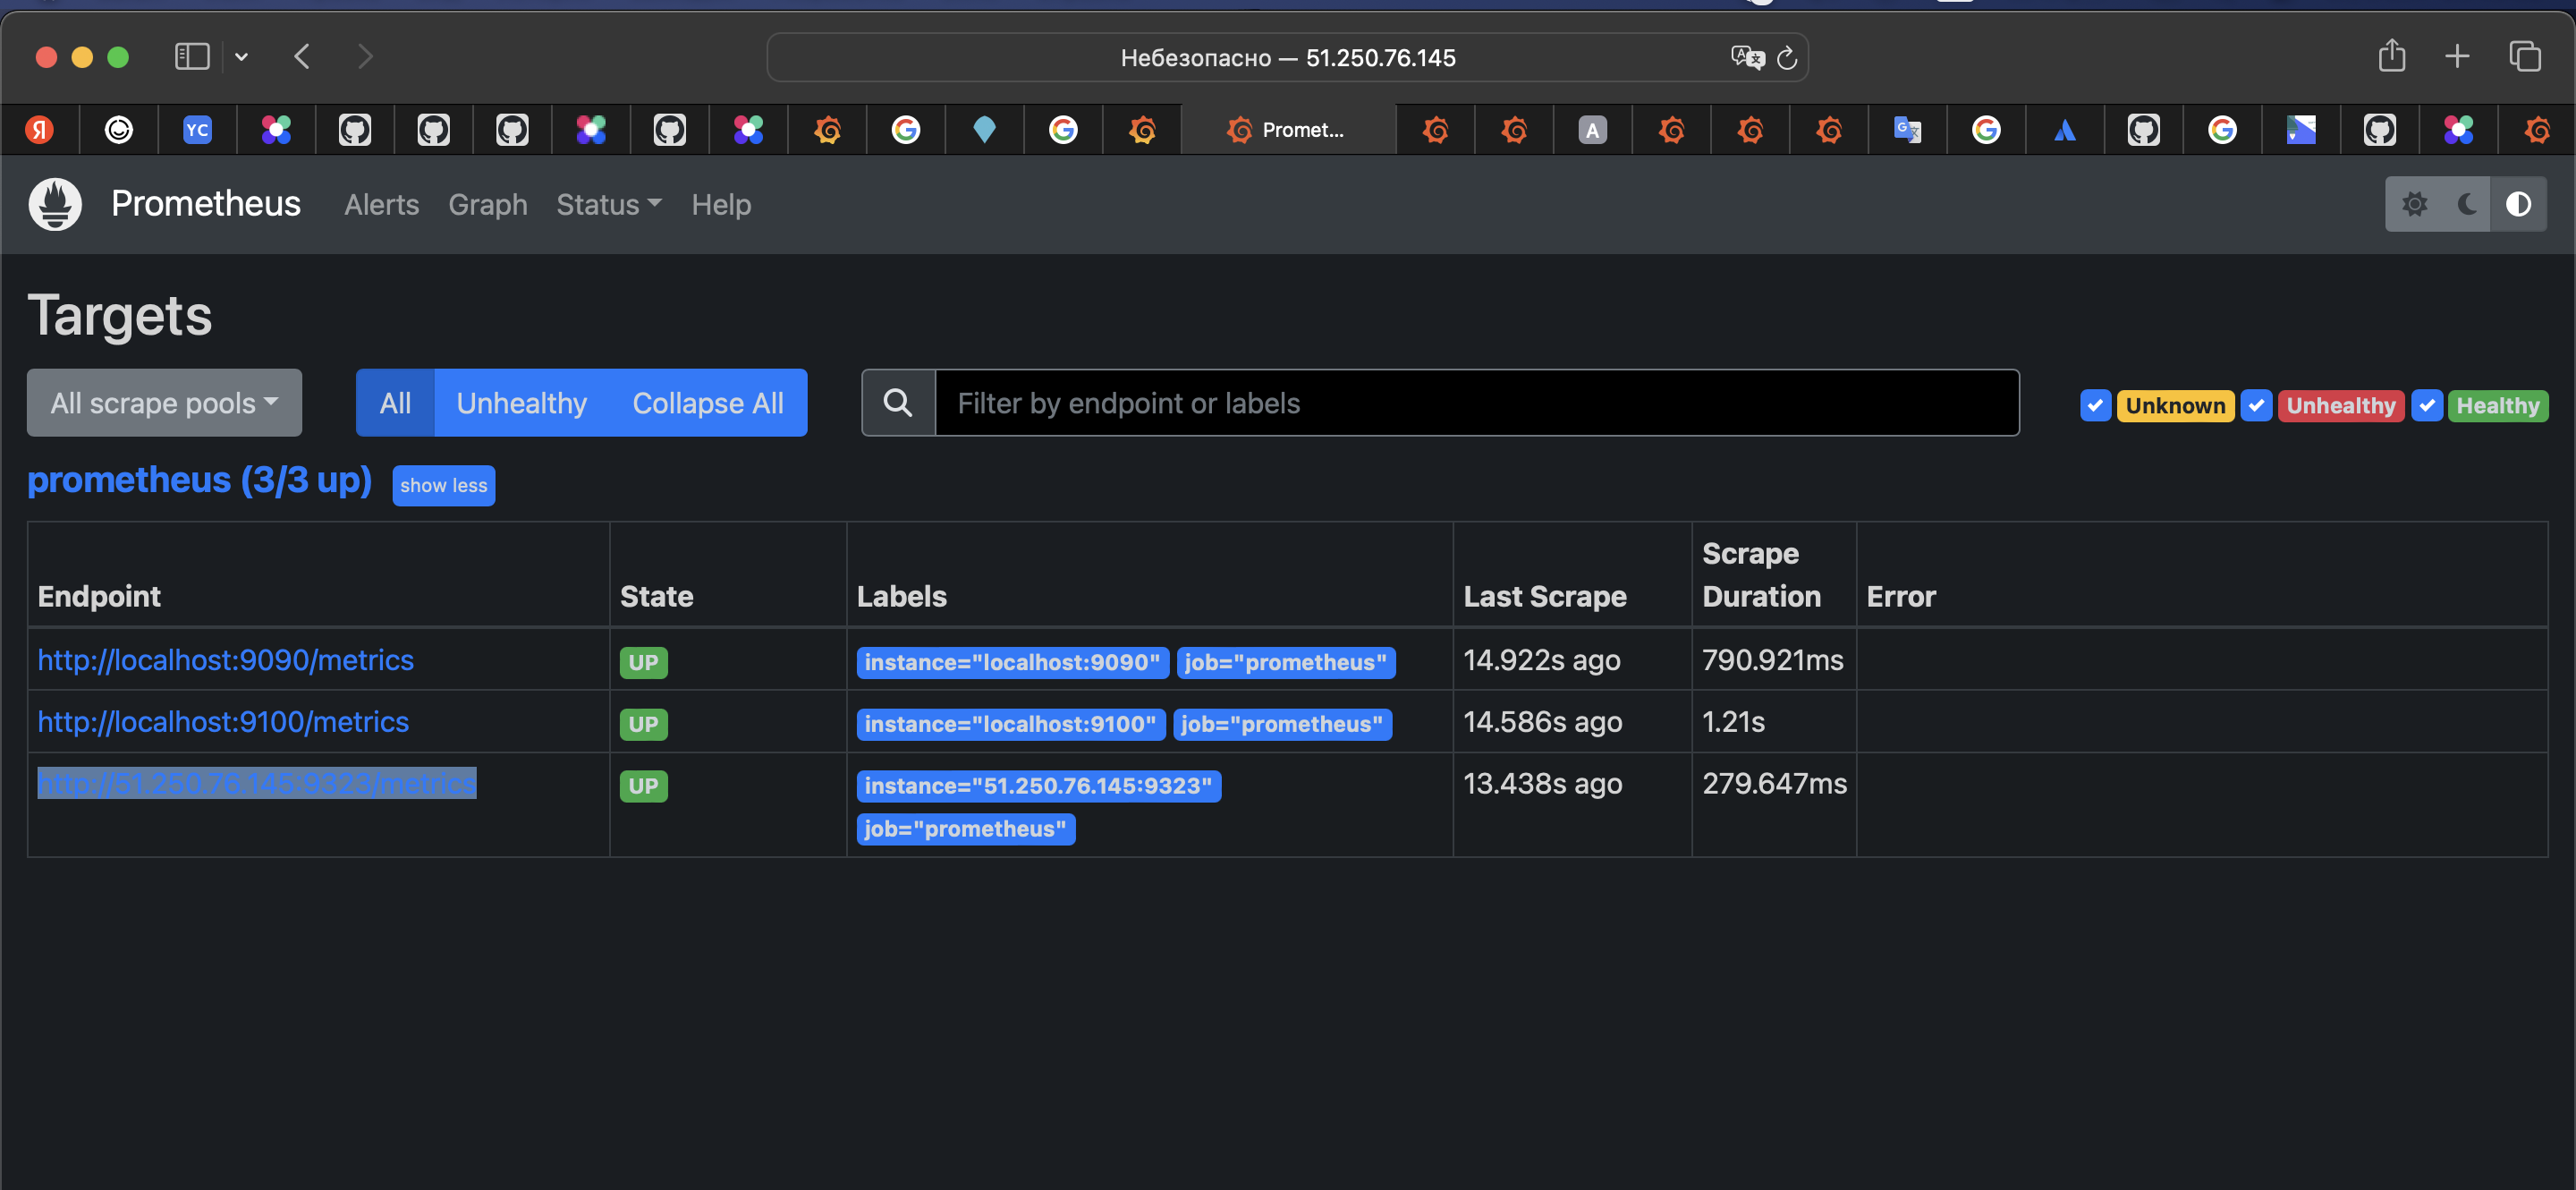 Небезопасно — 51.250.76.145
Я
YC
G
G
Promet...
A
G
G
G
Prometheus Alerts Graph Status Help
Targets
All scrape pools All Unhealthy Collapse All Filter by endpoint or labels Unknown Unhealthy Healthy
prometheus (3/3 up) show less
Endpoint State Labels Last Scrape Scrape Duration Error
http://localhost:9090/metrics UP instance="localhost:9090" job="prometheus" 14.922s ago 790.921ms
http://localhost:9100/metrics UP instance="localhost:9100" job="prometheus" 14.586s ago 1.21s
http://51.250.76.145:9323/metrics UP instance="51.250.76.145:9323" 13.438s ago 279.647ms
job="prometheus"